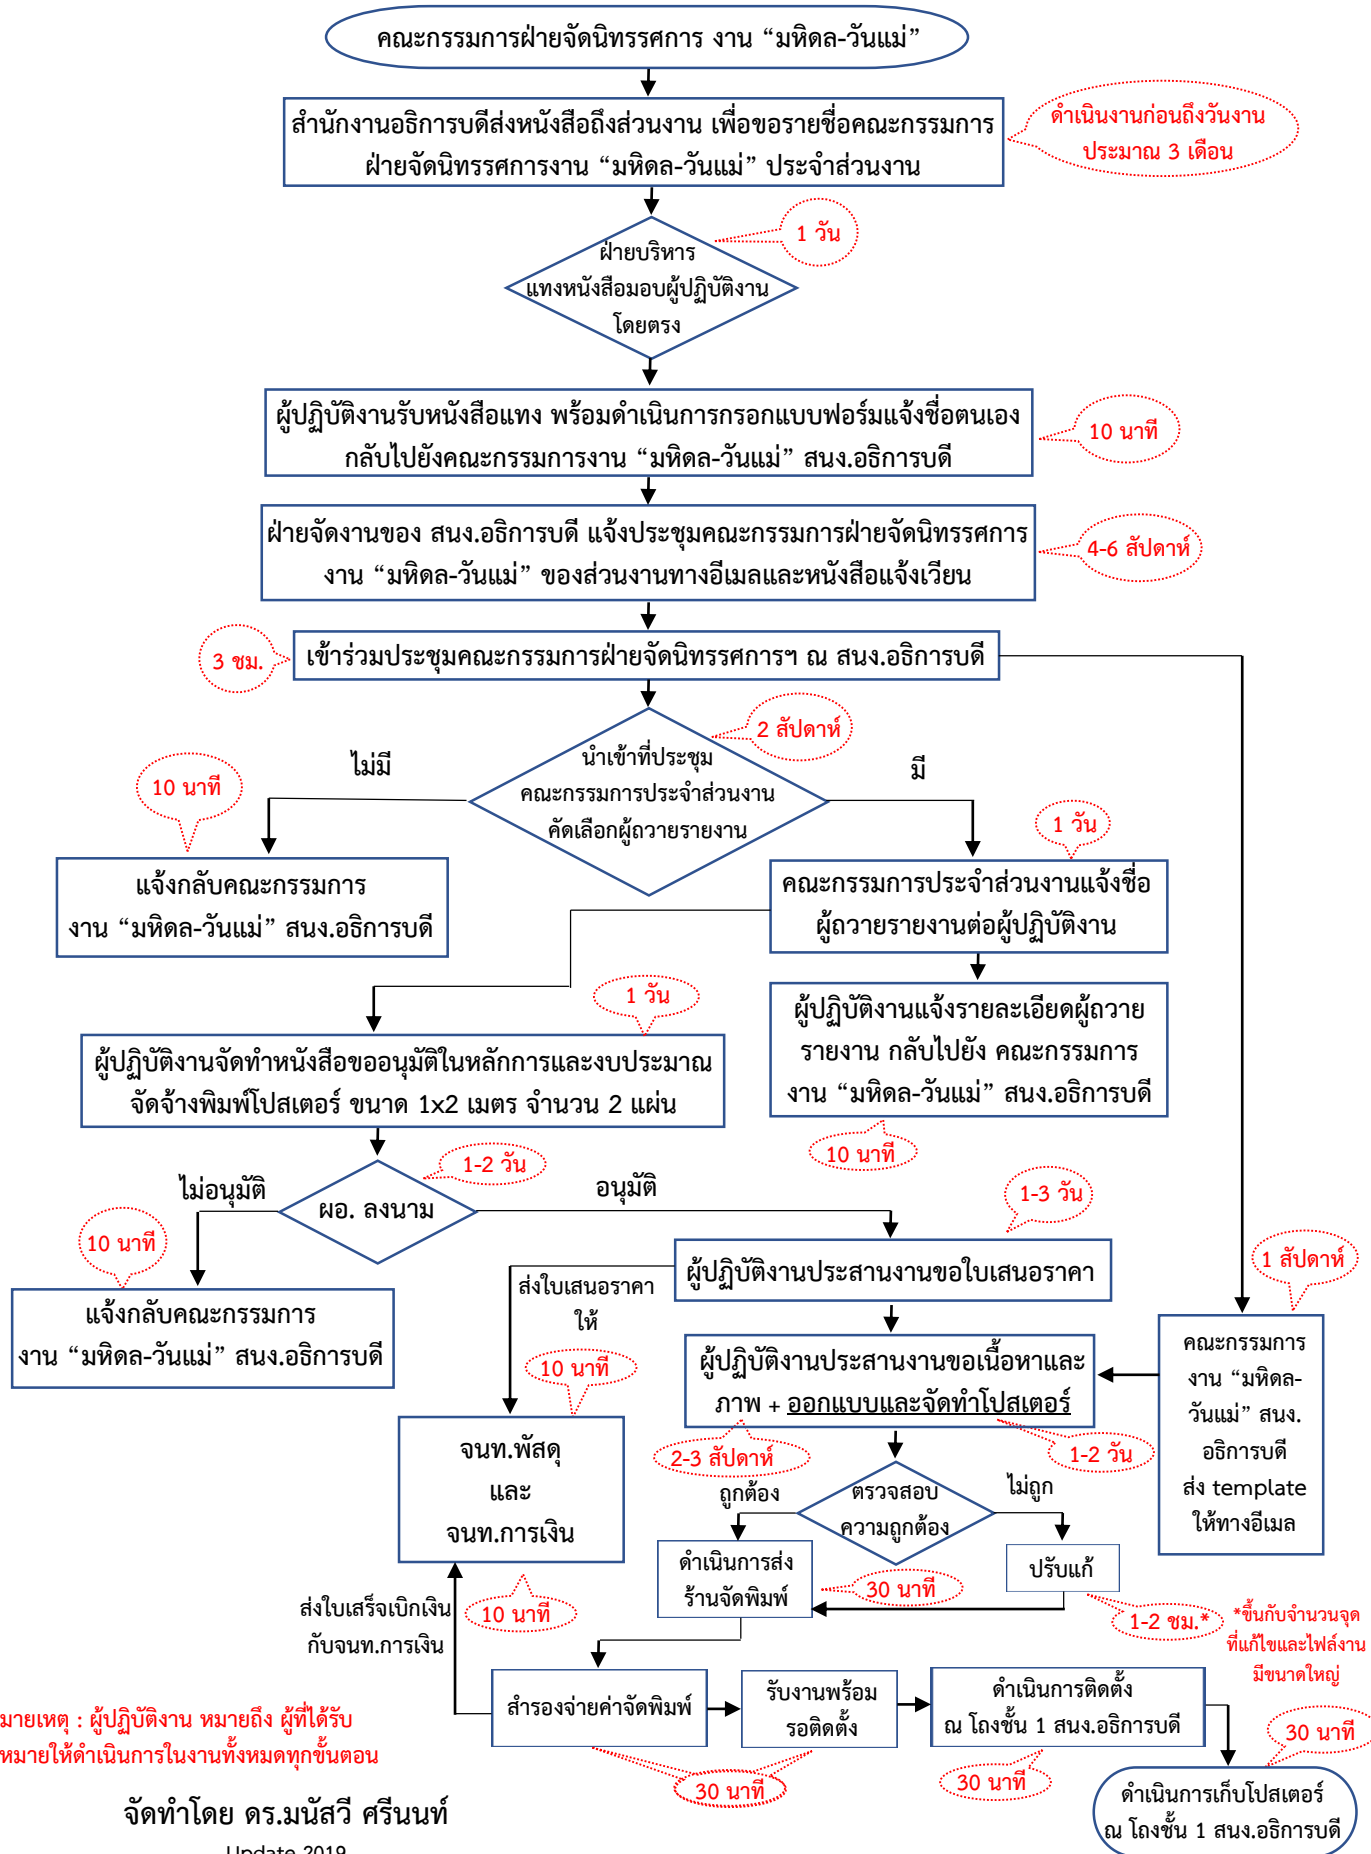 คณะกรรมการฝ่ายจัดนิทรรศการ งาน “มหิดล-วันแม่”
สำนักงานอธิการบดีส่งหนังสือถึงส่วนงาน เพื่อขอรายชื่อคณะกรรมการ
ฝ่ายจัดนิทรรศการงาน “มหิดล-วันแม่” ประจำส่วนงาน
ดำเนินงานก่อนถึงวันงาน
ประมาณ 3 เดือน
1 วัน
ฝ่ายบริหาร
แทงหนังสือมอบผู้ปฏิบัติงาน
โดยตรง
ผู้ปฏิบัติงานรับหนังสือแทง พร้อมดำเนินการกรอกแบบฟอร์มแจ้งชื่อตนเอง
กลับไปยังคณะกรรมการงาน “มหิดล-วันแม่” สนง.อธิการบดี
10 นาที
ฝ่ายจัดงานของ สนง.อธิการบดี แจ้งประชุมคณะกรรมการฝ่ายจัดนิทรรศการ
งาน “มหิดล-วันแม่” ของส่วนงานทางอีเมลและหนังสือแจ้งเวียน
4-6 สัปดาห์
3 ชม.
เข้าร่วมประชุมคณะกรรมการฝ่ายจัดนิทรรศการฯ ณ สนง.อธิการบดี
2 สัปดาห์
นำเข้าที่ประชุม
คณะกรรมการประจำส่วนงาน
คัดเลือกผู้ถวายรายงาน
ไม่มี
มี
10 นาที
แจ้งกลับคณะกรรมการ
งาน “มหิดล-วันแม่” สนง.อธิการบดี
1 วัน
คณะกรรมการประจำส่วนงานแจ้งชื่อ
ผู้ถวายรายงานต่อผู้ปฏิบัติงาน
1 วัน
ผู้ปฏิบัติงานแจ้งรายละเอียดผู้ถวาย
รายงาน กลับไปยัง คณะกรรมการ
งาน “มหิดล-วันแม่” สนง.อธิการบดี
10 นาที
ผู้ปฏิบัติงานจัดทำหนังสือขออนุมัติในหลักการและงบประมาณ
จัดจ้างพิมพ์โปสเตอร์ ขนาด 1x2 เมตร จำนวน 2 แผ่น
1-2 วัน
ไม่อนุมัติ
ผอ. ลงนาม
อนุมัติ
10 นาที
แจ้งกลับคณะกรรมการ
งาน “มหิดล-วันแม่” สนง.อธิการบดี
1-3 วัน
ผู้ปฏิบัติงานประสานงานขอใบเสนอราคา
ส่งใบเสนอราคา
ให้
10 นาที
1 สัปดาห์
ผู้ปฏิบัติงานประสานงานขอเนื้อหาและ
ภาพ + ออกแบบและจัดทำโปสเตอร์
2-3 สัปดาห์
1-2 วัน
คณะกรรมการ
งาน “มหิดล-
วันแม่” สนง.
อธิการบดี
ส่ง template
ให้ทางอีเมล
จนท.พัสดุ
และ
จนท.การเงิน
ถูกต้อง
ไม่ถูก
ตรวจสอบ
ความถูกต้อง
ดำเนินการส่ง
ร้านจัดพิมพ์
30 นาที
ปรับแก้
1-2 ชม.*
*ขึ้นกับจำนวนจุด
ที่แก้ไขและไฟล์งาน
มีขนาดใหญ่
ส่งใบเสร็จเบิกเงิน
กับจนท.การเงิน
10 นาที
สำรองจ่ายค่าจัดพิมพ์
รับงานพร้อม
รอติดตั้ง
ดำเนินการติดตั้ง
ณ โถงชั้น 1 สนง.อธิการบดี
30 นาที
30 นาที
30 นาที
ดำเนินการเก็บโปสเตอร์
ณ โถงชั้น 1 สนง.อธิการบดี
มายเหตุ : ผู้ปฏิบัติงาน หมายถึง ผู้ที่ได้รับ
หมายให้ดำเนินการในงานทั้งหมดทุกขั้นตอน
จัดทำโดย ดร.มนัสวี ศรีนนท์
Update 2019